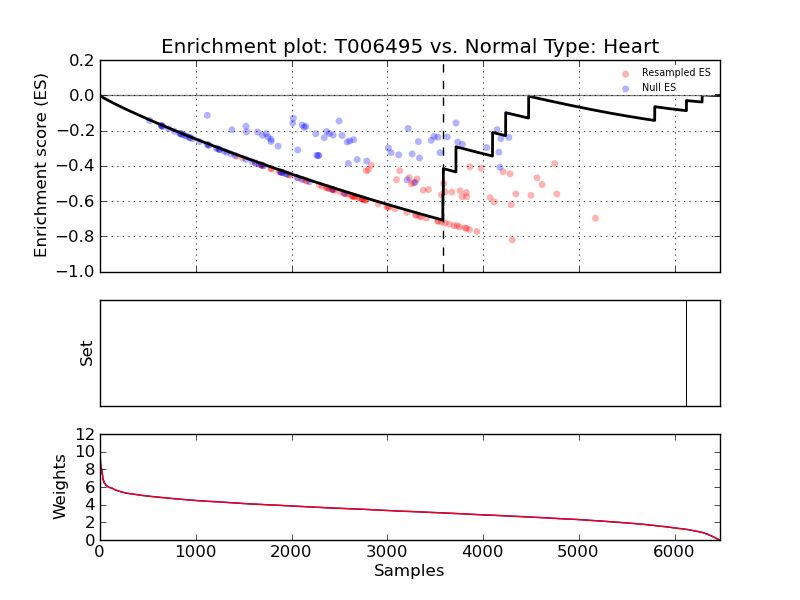 Enrichment plot: T006495 vs. Normal Type: Heart
Enrichment score (ES)
0.2
0.0
−0.2
−0.4
−0.6
−0.8
−1.0
Resampled ES
Null ES
Set
Weights
12
10
8
6
4
2
0
0 1000 2000 3000 4000 5000 6000
Samples